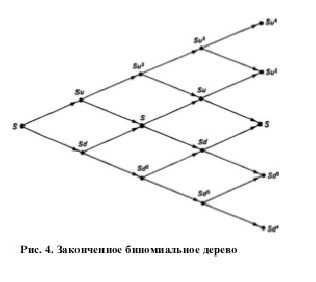 Su⁴
Su³
Su²
Su²
Su
Su
S
S
S
Sd
Sd
Sd²
Sd²
Sd³
Sd⁴
Рис. 4. Законченное биномиальное дерево